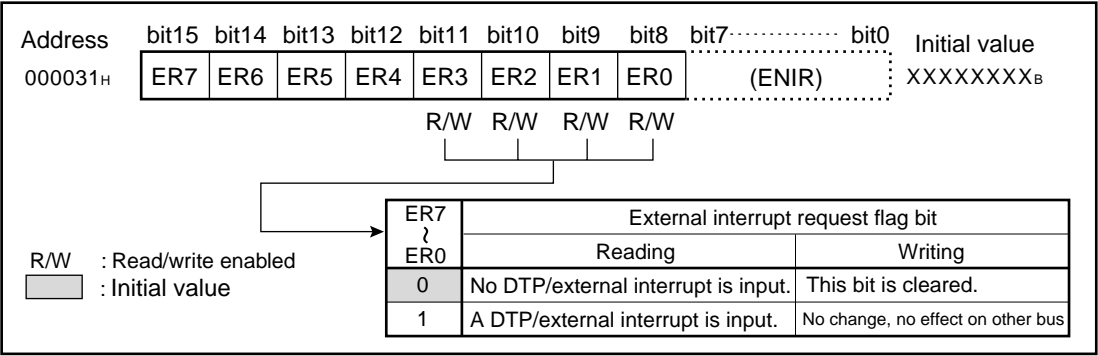 Address bit15 bit14 bit13 bit12 bit11 bit10 bit9 bit8 bit7 bit0 Initial value
000031H ER7 ER6 ER5 ER4 ER3 ER2 ER1 ER0 (ENIR) XXXXXXXXB
R/W R/W R/W R/W
ER7 ~ ER0 External interrupt request flag bit
Reading Writing
0 No DTP/external interrupt is input. This bit is cleared.
1 A DTP/external interrupt is input. No change, no effect on other bus
R/W : Read/write enabled
: Initial value